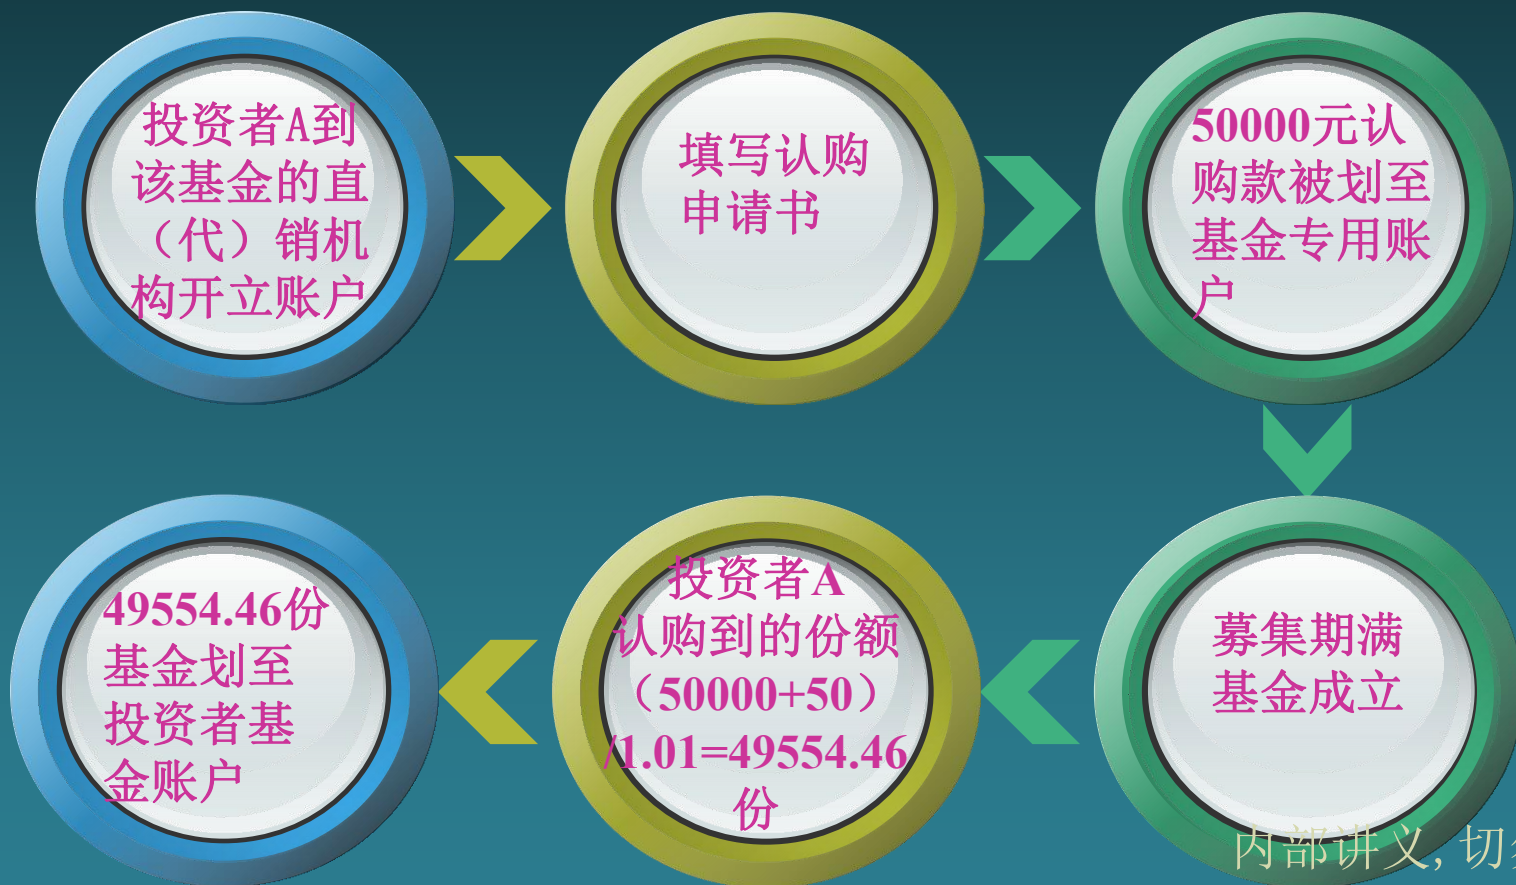 投资者A到
该基金的直
（代）销机
构开立账户
填写认购
申请书
50000元认
购款被划至
基金专用账
户
募集期满
基金成立
投资者A
认购到的份额
（50000+50）
/1.01=49554.46
份
49554.46份
基金划至
投资者基
金账户
内部讲义,切